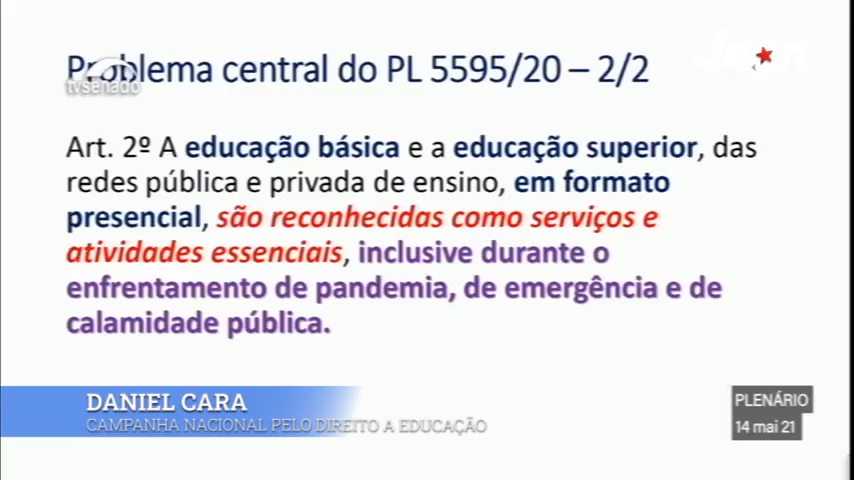 Problema central do PL 5595/20 – 2/2
tvsenado
Art. 2º A educação básica e a educação superior, das
redes pública e privada de ensino, em formato
presencial, são reconhecidas como serviços e
atividades essenciais, inclusive durante o
enfrentamento de pandemia, de emergência e de
calamidade pública.
DANIEL CARA
CAMPANHA NACIONAL PELO DIREITO A EDUCAÇÃO
PLENÁRIO
14 mai 21